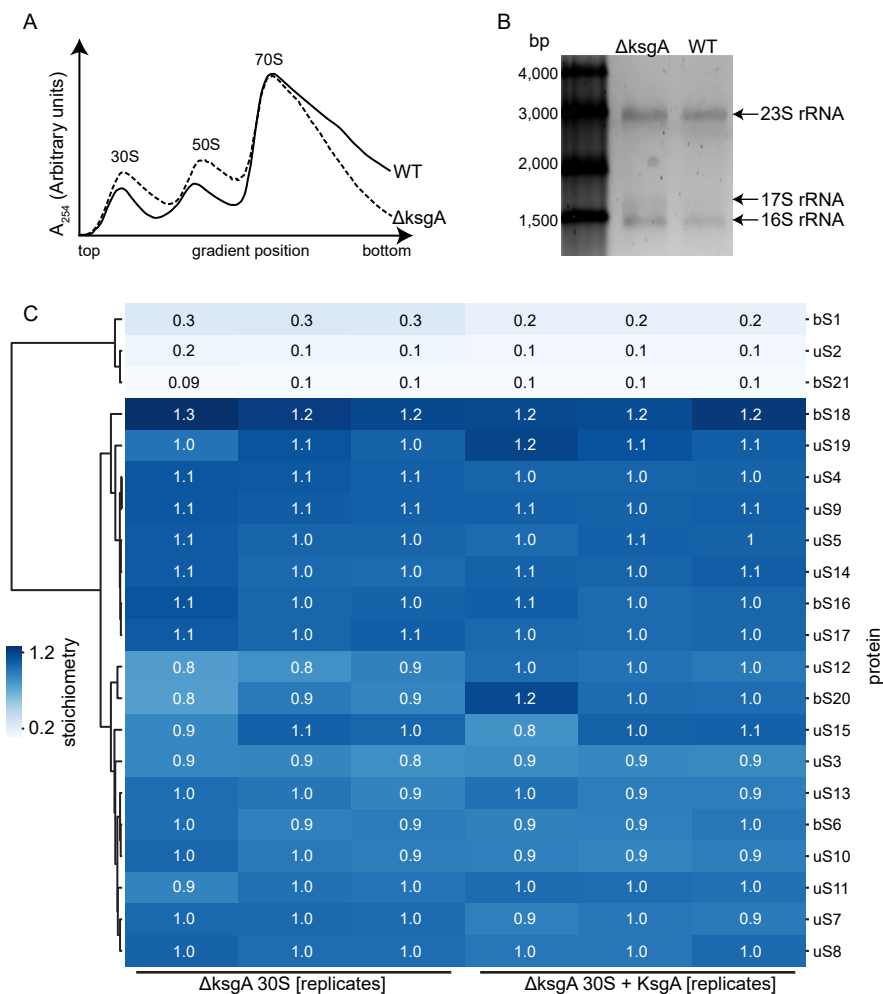 A
A254 (Arbitrary units)
30S
50S
70S
WT
ΔksgA
top
gradient position
bottom
B
bp
ΔksgA
WT
4,000
3,000
23S rRNA
2,000
17S rRNA
1,500
16S rRNA
C
0.3 0.3 0.3 0.2 0.2 0.2 bS1
0.2 0.1 0.1 0.1 0.1 0.1 uS2
0.09 0.1 0.1 0.1 0.1 0.1 bS21
1.3 1.2 1.2 1.2 1.2 1.2 bS18
1.0 1.1 1.0 1.2 1.1 1.1 uS19
1.1 1.1 1.1 1.0 1.0 1.0 uS4
1.1 1.1 1.1 1.1 1.0 1.1 uS9
1.1 1.0 1.0 1.0 1.1 1 uS5
1.1 1.0 1.0 1.1 1.0 1.1 uS14
1.1 1.0 1.0 1.1 1.0 1.0 bS16
1.1 1.0 1.1 1.0 1.0 1.0 uS17
0.8 0.8 0.9 1.0 1.0 1.0 uS12
0.8 0.9 0.9 1.2 1.0 1.0 bS20
0.9 1.1 1.0 0.8 1.0 1.1 uS15
0.9 0.9 0.8 0.9 0.9 0.9 uS3
1.0 1.0 0.9 1.0 0.9 0.9 uS13
1.0 0.9 0.9 0.9 0.9 1.0 bS6
1.0 1.0 0.9 0.9 0.9 0.9 uS10
0.9 1.0 1.0 1.0 1.0 1.0 uS11
1.0 1.0 1.0 0.9 1.0 0.9 uS7
1.0 1.0 1.0 1.0 1.0 1.0 uS8
1.2
0.2
stoichiometry
protein
ΔksgA 30S [replicates]
ΔksgA 30S + KsgA [replicates]